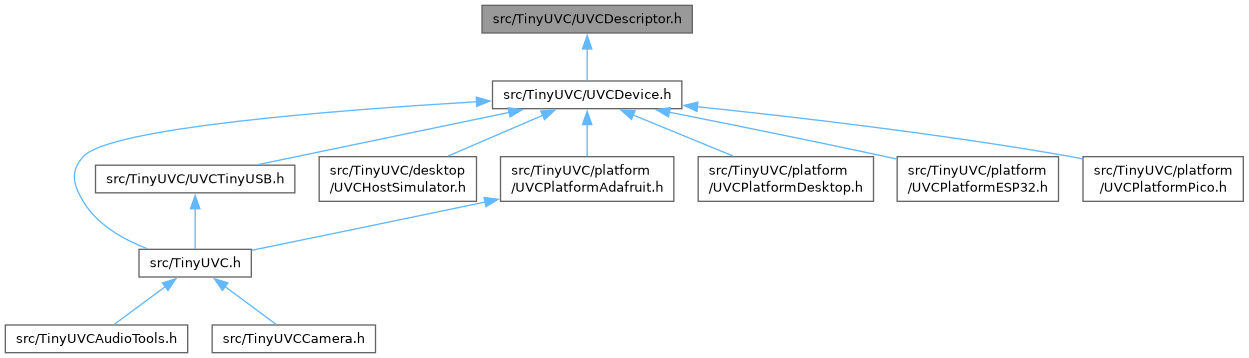 src/TinyUVC/UVCDescriptor.h
src/TinyUVC/UVCDevice.h
src/TinyUVC/UVCTinyUSB.h
src/TinyUVC/desktop
/UVCHostSimulator.h
src/TinyUVC/platform
/UVCPlatformAdafruit.h
src/TinyUVC/platform
/UVCPlatformDesktop.h
src/TinyUVC/platform
/UVCPlatformESP32.h
src/TinyUVC/platform
/UVCPlatformPico.h
src/TinyUVC.h
src/TinyUVCAudioTools.h
src/TinyUVCCamera.h